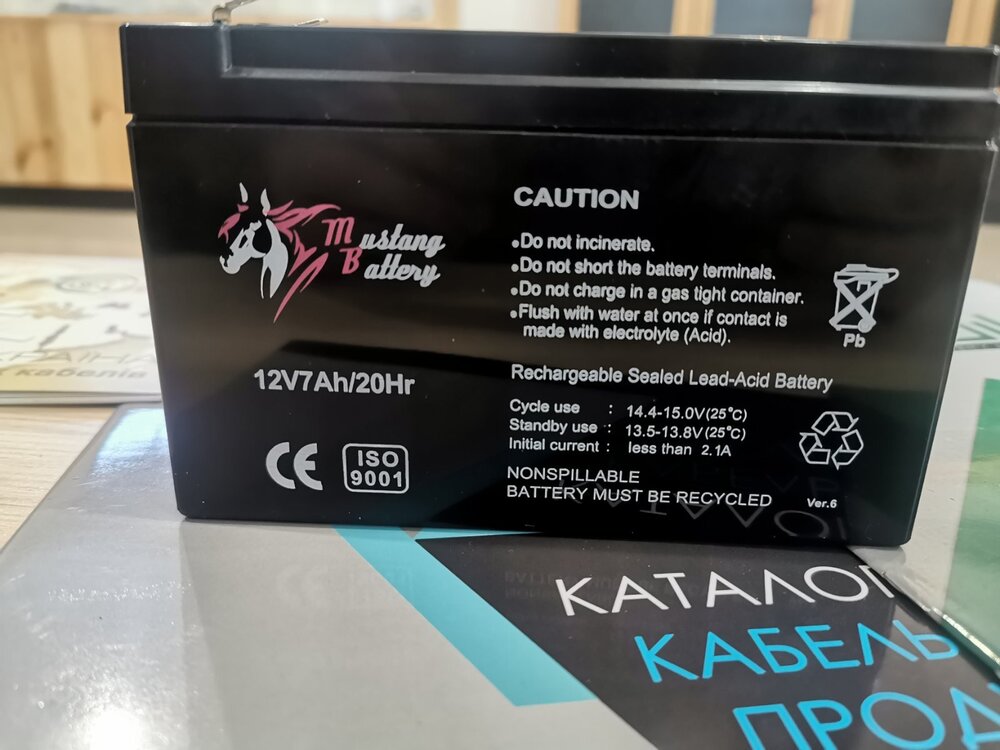 Mustang
Battery
12V7Ah/20Hr
CE
ISO
9001
CAUTION
•Do not incinerate.
•Do not short the battery terminals.
•Do not charge in a gas tight container.
•Flush with water at once if contact is
made with electrolyte (Acid).
Pb
Rechargeable Sealed Lead-Acid Battery
Cycle use : 14.4-15.0V(25°C)
Standby use : 13.5-13.8V(25°C)
Initial current : less than 2.1A
NONSPILLABLE
BATTERY MUST BE RECYCLED
Ver.6
кабелів
КАТАЛОГ
КАБЕЛЬ
ПРОД